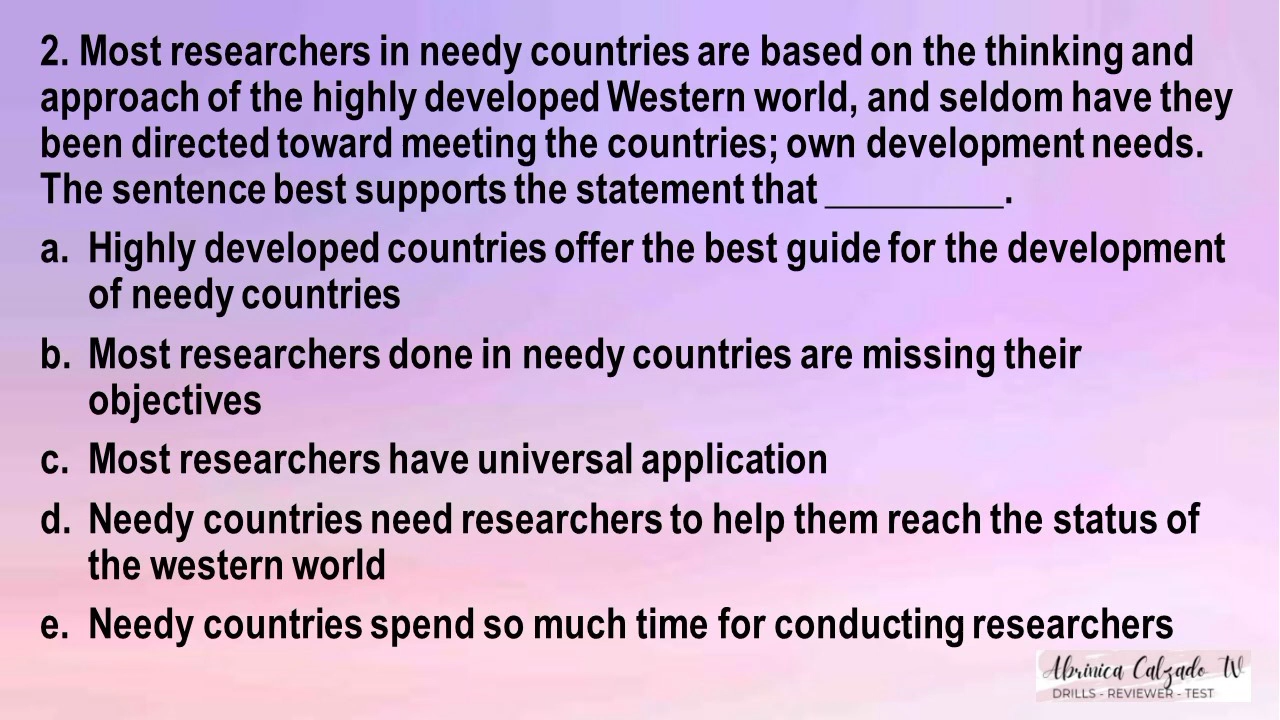 2. Most researchers in needy countries are based on the thinking and
approach of the highly developed Western world, and seldom have they
been directed toward meeting the countries; own development needs.
The sentence best supports the statement that __________.
a. Highly developed countries offer the best guide for the development
of needy countries
b. Most researchers done in needy countries are missing their
objectives
c. Most researchers have universal application
d. Needy countries need researchers to help them reach the status of
the western world
e. Needy countries spend so much time for conducting researchers
Abrinica Calzado TV
DRILLS - REVIEWER - TEST